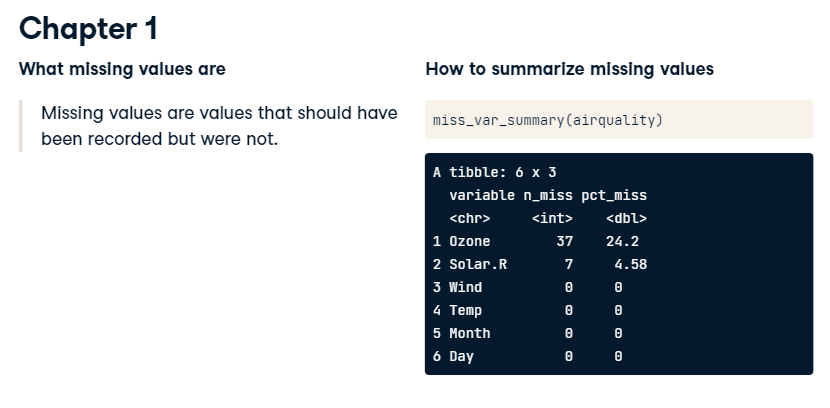 Chapter 1
What missing values are
Missing values are values that should have
been recorded but were not.
How to summarize missing values
miss_var_summary(airquality)
A tibble: 6 x 3
  variable n_miss pct_miss
  <chr>     <int>    <dbl>
1 Ozone        37    24.2
2 Solar.R       7     4.58
3 Wind          0     0
4 Temp          0     0
5 Month         0     0
6 Day           0     0